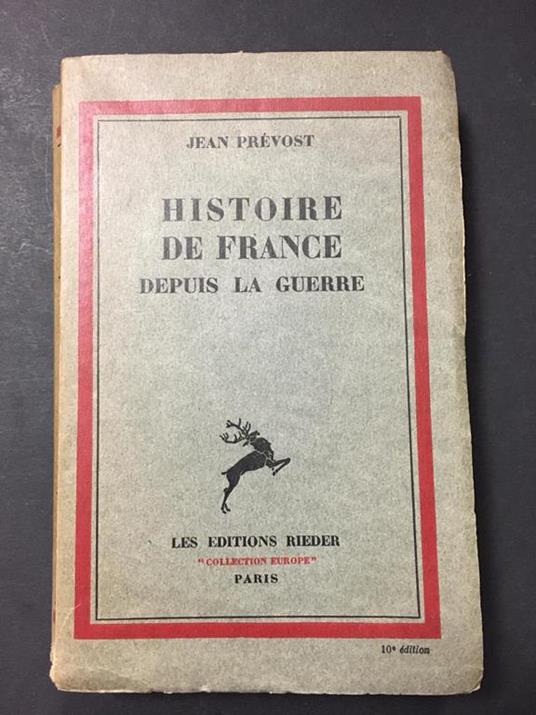 JEAN PRÉVOST
HISTOIRE
DE FRANCE
DEPUIS LA GUERRE
LES EDITIONS RIEDER
"COLLECTION EUROPE"
PARIS
10e édition